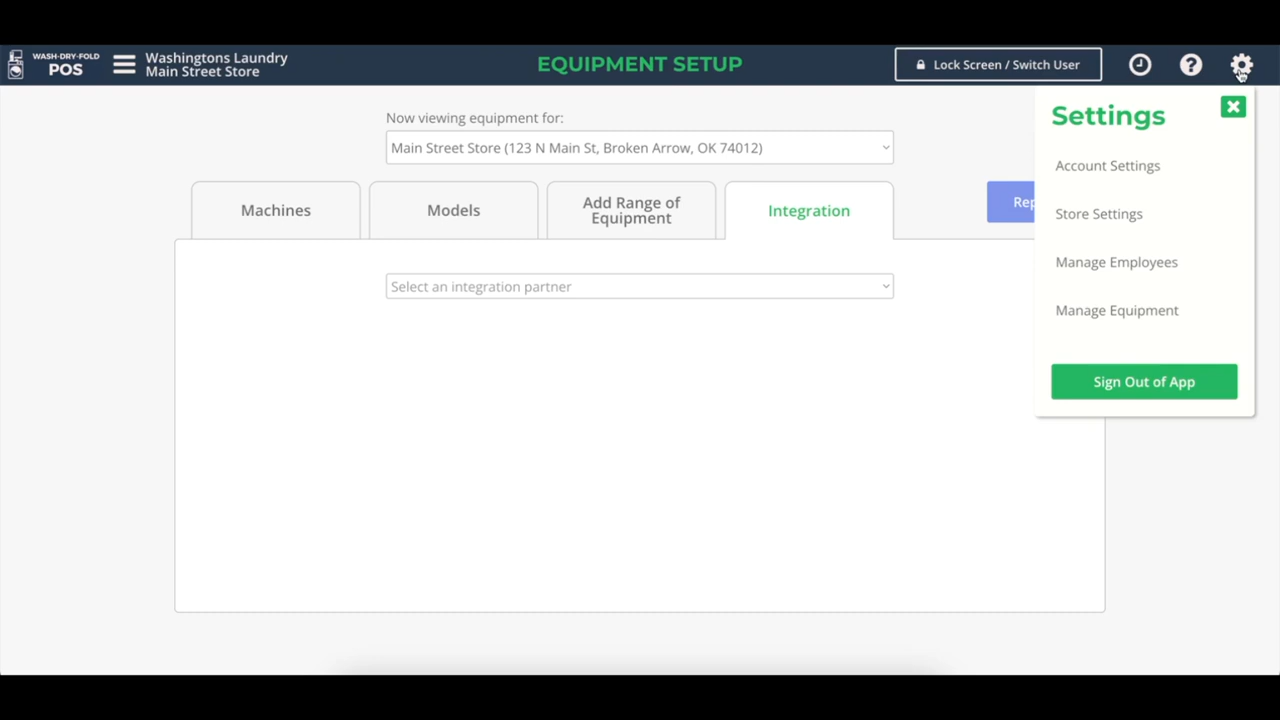 WASH-DRY-FOLD
POS
Washingtons Laundry
Main Street Store
EQUIPMENT SETUP
Lock Screen / Switch User
Now viewing equipment for:
Main Street Store (123 N Main St, Broken Arrow, OK 74012)
Machines
Models
Add Range of
Equipment
Integration
Rep
Select an integration partner
Settings
Account Settings
Store Settings
Manage Employees
Manage Equipment
Sign Out of App